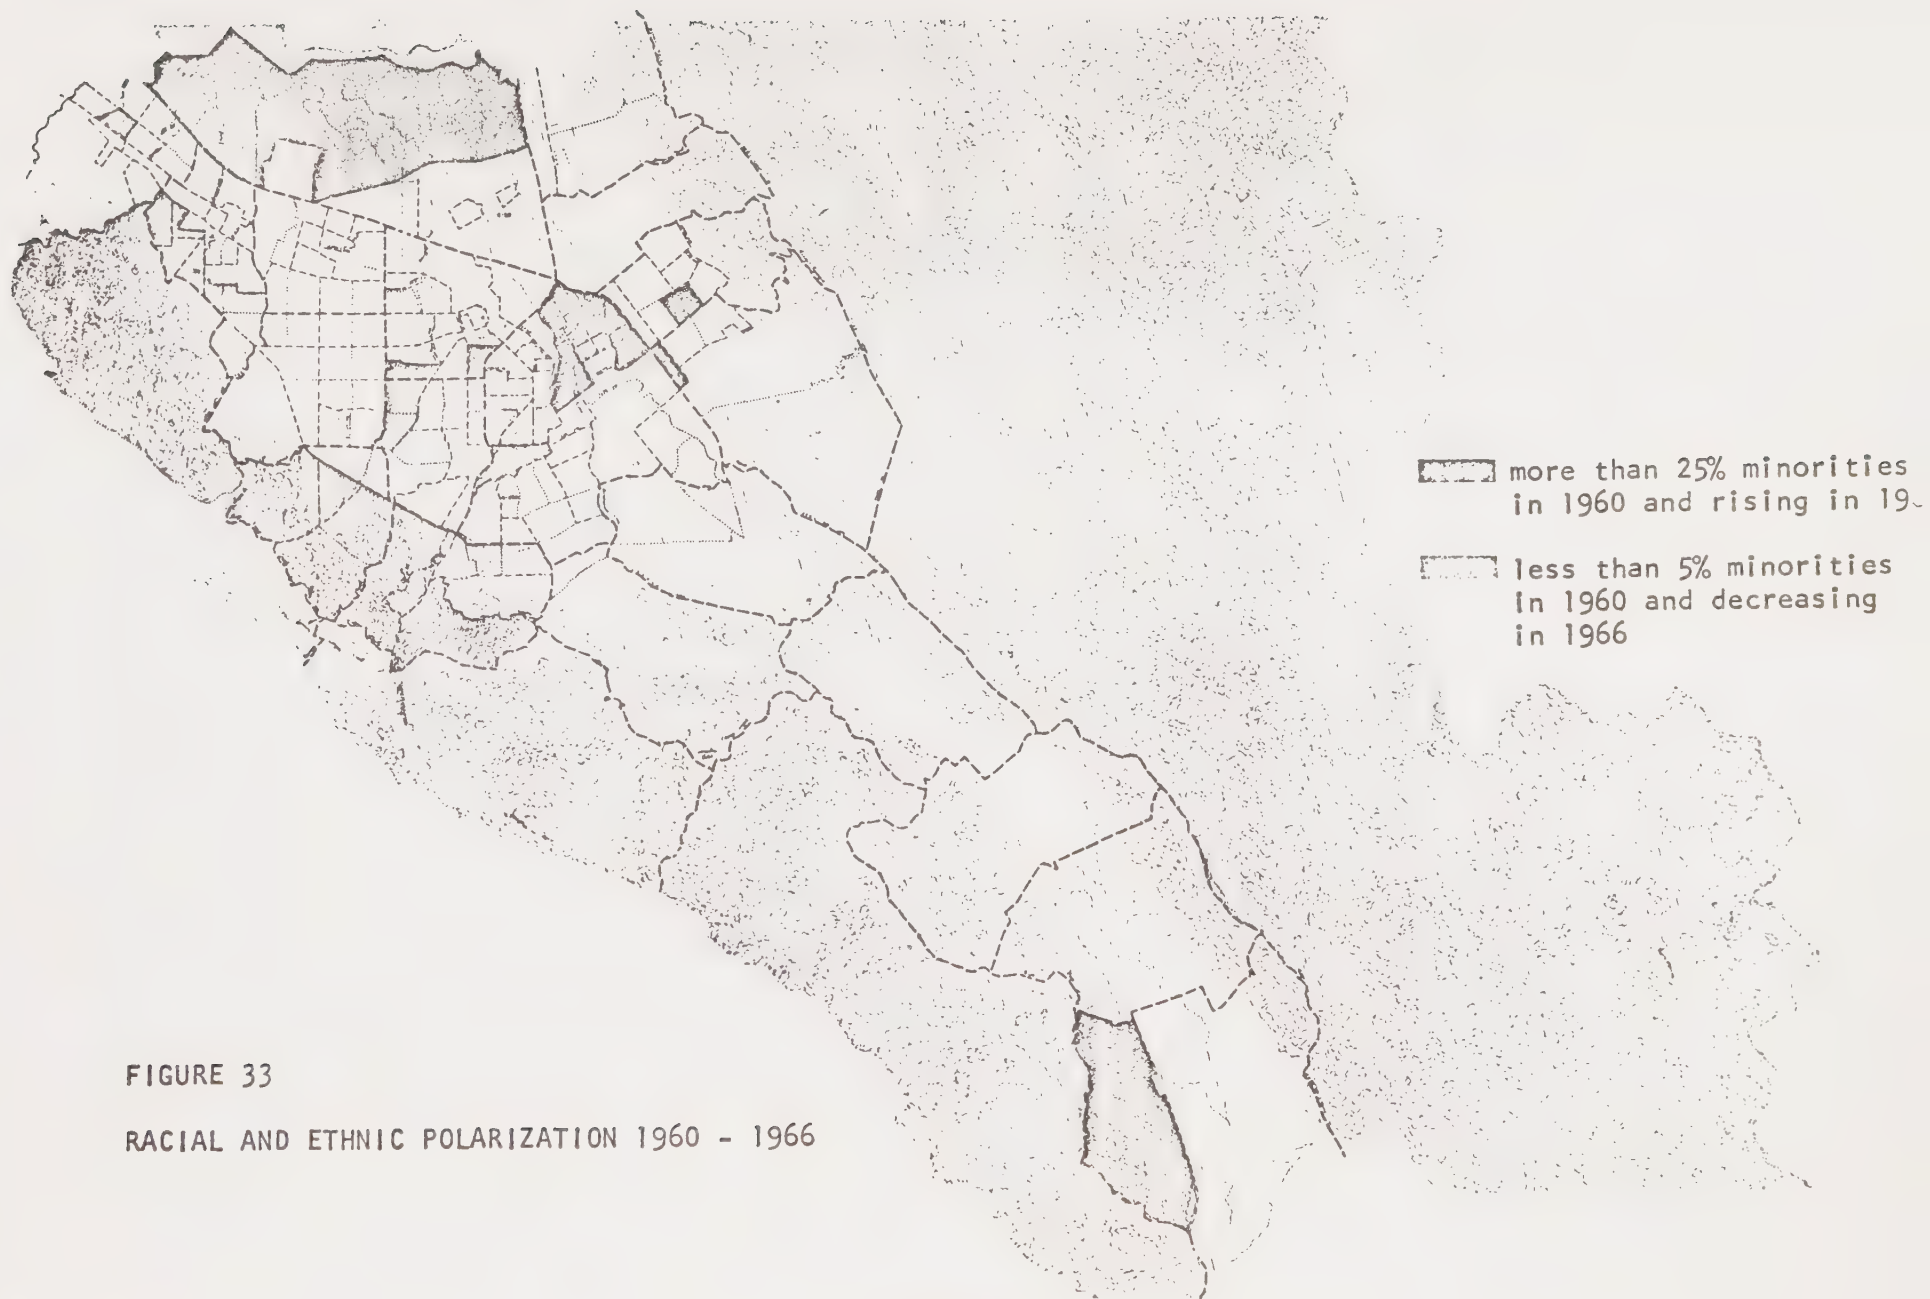 more than 25% minorities
in 1960 and rising in 19
less than 5% minorities
in 1960 and decreasing
in 1966
FIGURE 33
RACIAL AND ETHNIC POLARIZATION 1960 - 1966